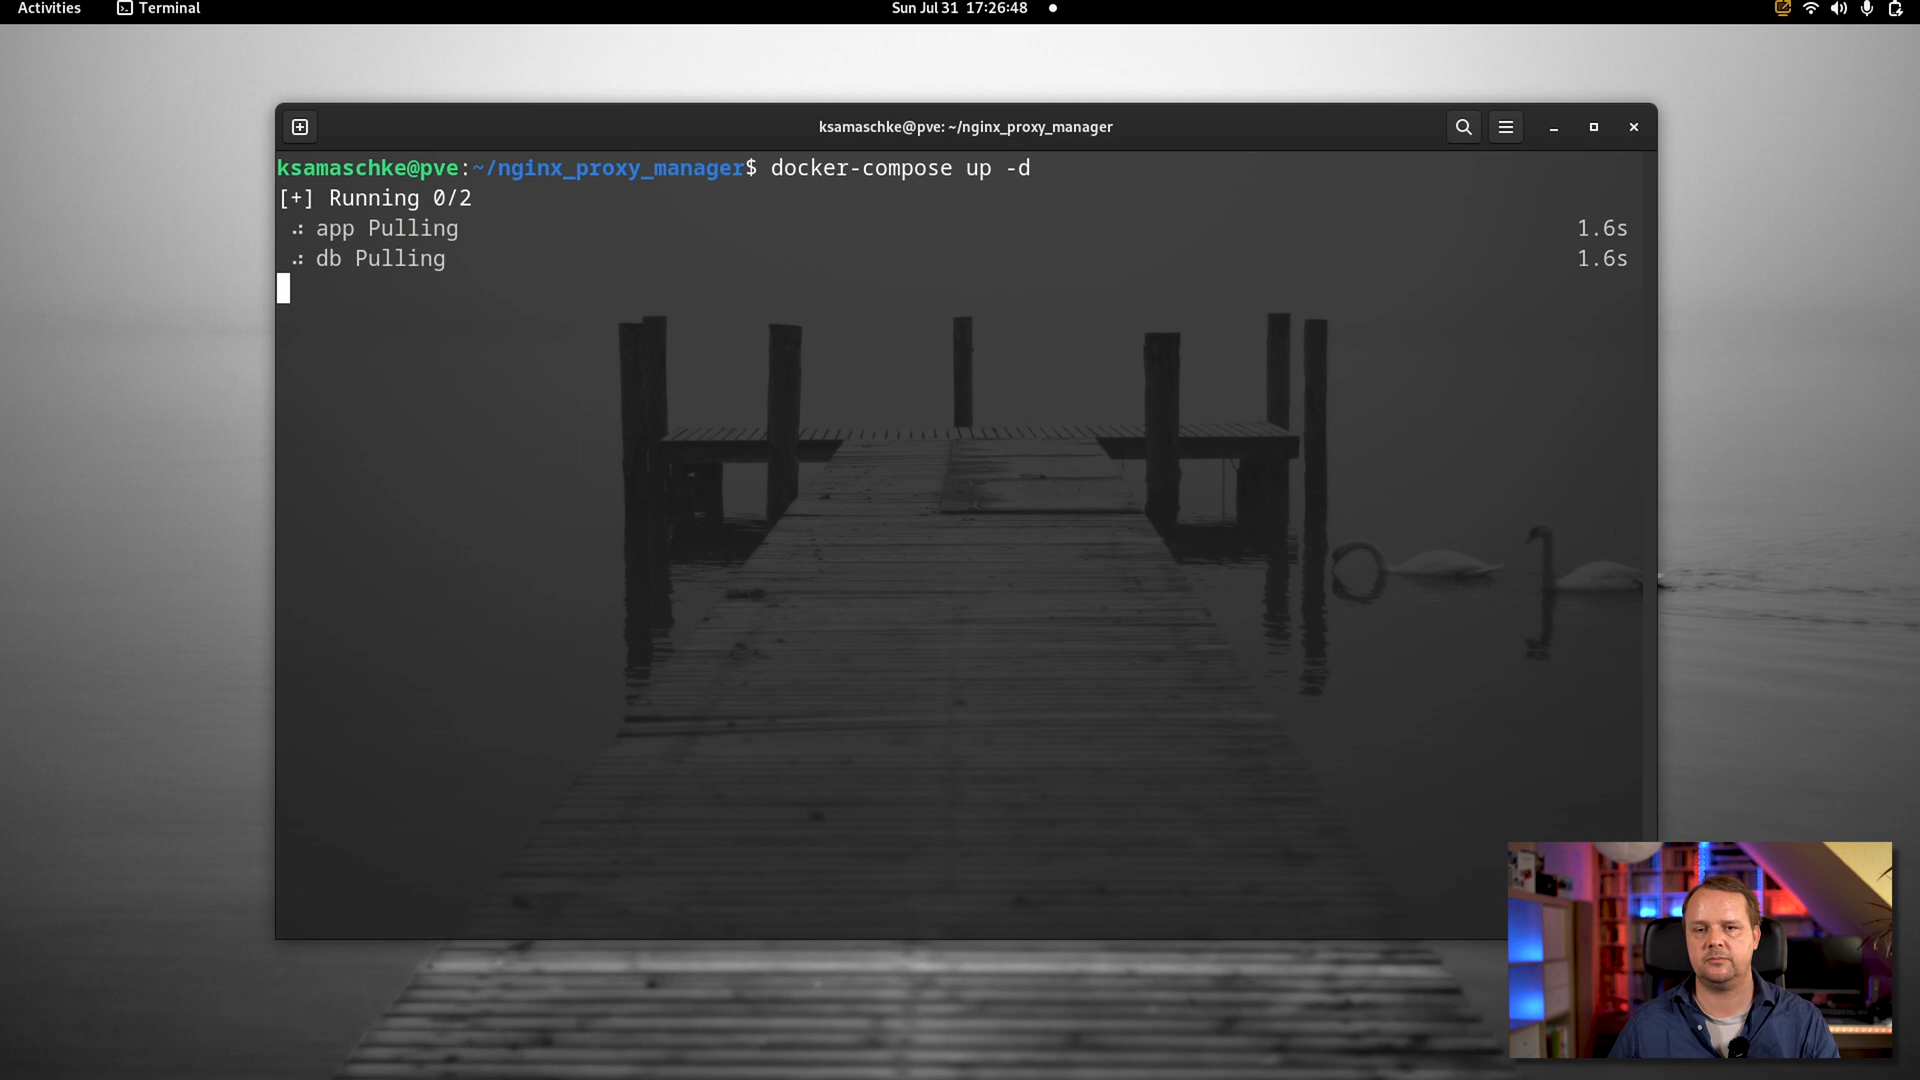 Activities
Terminal
Sun Jul 31 17:26:48
ksamaschke@pve: ~/nginx_proxy_manager
ksamaschke@pve:~/nginx_proxy_manager$ docker-compose up -d
[+] Running 0/2
⠴ app Pulling 1.6s
⠴ db Pulling 1.6s